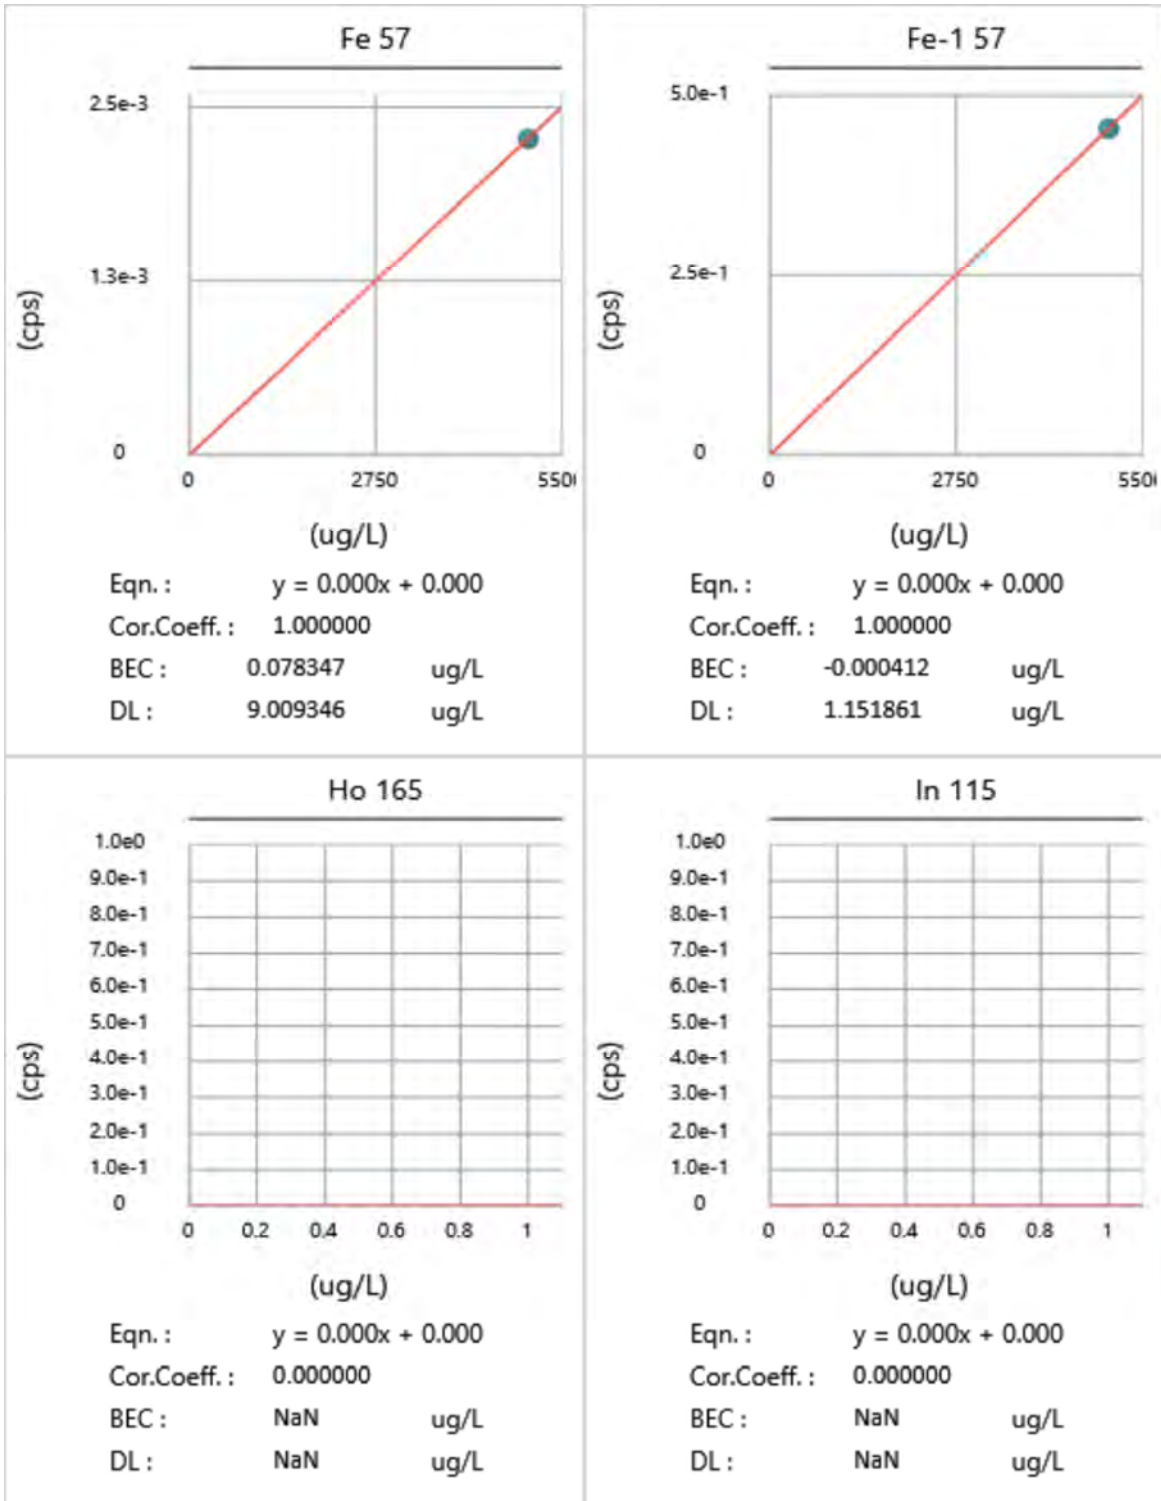 Fe 57
2.5e-3
1.3e-3
0
(cps)
0 2750 550
(ug/L)
Eqn. : y = 0.000x + 0.000
Cor.Coeff. : 1.000000
BEC : 0.078347 ug/L
DL : 9.009346 ug/L
Fe-1 57
5.0e-1
2.5e-1
0
(cps)
0 2750 550
(ug/L)
Eqn. : y = 0.000x + 0.000
Cor.Coeff. : 1.000000
BEC : -0.000412 ug/L
DL : 1.151861 ug/L
Ho 165
1.0e0
9.0e-1
8.0e-1
7.0e-1
6.0e-1
5.0e-1
4.0e-1
3.0e-1
2.0e-1
1.0e-1
0
(cps)
0 0.2 0.4 0.6 0.8 1
(ug/L)
Eqn. : y = 0.000x + 0.000
Cor.Coeff. : 0.000000
BEC : NaN ug/L
DL : NaN ug/L
In 115
1.0e0
9.0e-1
8.0e-1
7.0e-1
6.0e-1
5.0e-1
4.0e-1
3.0e-1
2.0e-1
1.0e-1
0
(cps)
0 0.2 0.4 0.6 0.8 1
(ug/L)
Eqn. : y = 0.000x + 0.000
Cor.Coeff. : 0.000000
BEC : NaN ug/L
DL : NaN ug/L